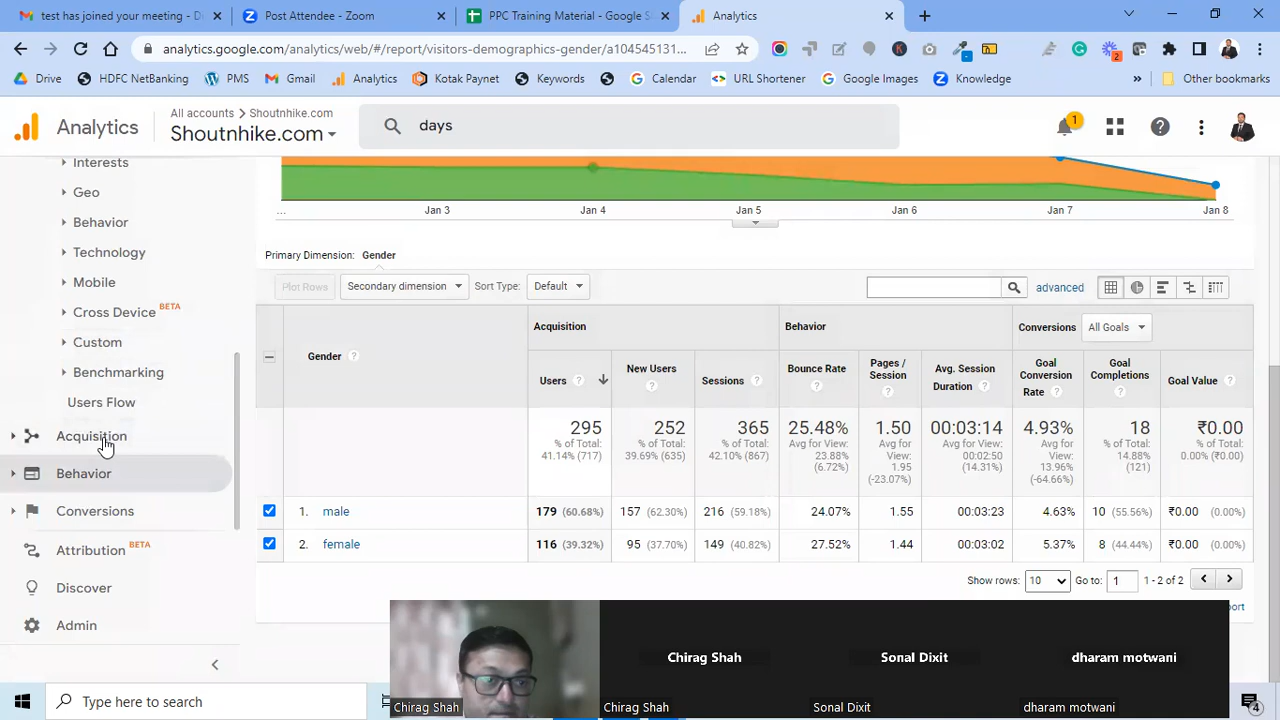 test has joined your meeting - D
Post Attendee - Zoom
PPC Training Material - Google S
Analytics
analytics.google.com/analytics/web/#/report/visitors-demographics-gender/a104545131...
2
Drive
HDFC NetBanking
PMS
Gmail
Analytics
Kotak Paynet
Keywords
Calendar
URL Shortener
Google Images
Knowledge
»
Other bookmarks
Analytics
All accounts > Shoutnhike.com
Shoutnhike.com
days
1
Interests
Geo
Behavior
Technology
Mobile
Cross Device BETA
Custom
Benchmarking
Users Flow
Acquisition
Behavior
Conversions
Attribution BETA
Discover
Admin
... Jan 3 Jan 4 Jan 5 Jan 6 Jan 7 Jan 8
Primary Dimension: Gender
Plot Rows Secondary dimension Sort Type: Default advanced
Acquisition Behavior Conversions All Goals
Gender ? Users ? New Users ? Sessions ? Bounce Rate ? Pages / Session ? Avg. Session Duration ? Goal Conversion Rate ? Goal Completions ? Goal Value ?
295 252 365 25.48% 1.50 00:03:14 4.93% 18 ₹0.00
% of Total: 41.14% (717) % of Total: 39.69% (635) % of Total: 42.10% (867) Avg for View: 23.88% (6.72%) Avg for View: 1.95 (-23.07%) Avg for View: 00:02:50 (14.31%) Avg for View: 13.96% (-64.66%) % of Total: 14.88% (121) % of Total: 0.00% (₹0.00)
1. male 179 (60.68%) 157 (62.30%) 216 (59.18%) 24.07% 1.55 00:03:23 4.63% 10 (55.56%) ₹0.00 (0.00%)
2. female 116 (39.32%) 95 (37.70%) 149 (40.82%) 27.52% 1.44 00:03:02 5.37% 8 (44.44%) ₹0.00 (0.00%)
Show rows: 10 Go to: 1 1 - 2 of 2
Chirag Shah
Chirag Shah
Chirag Shah
Sonal Dixit
Sonal Dixit
dharam motwani
dharam motwani
Type here to search
4